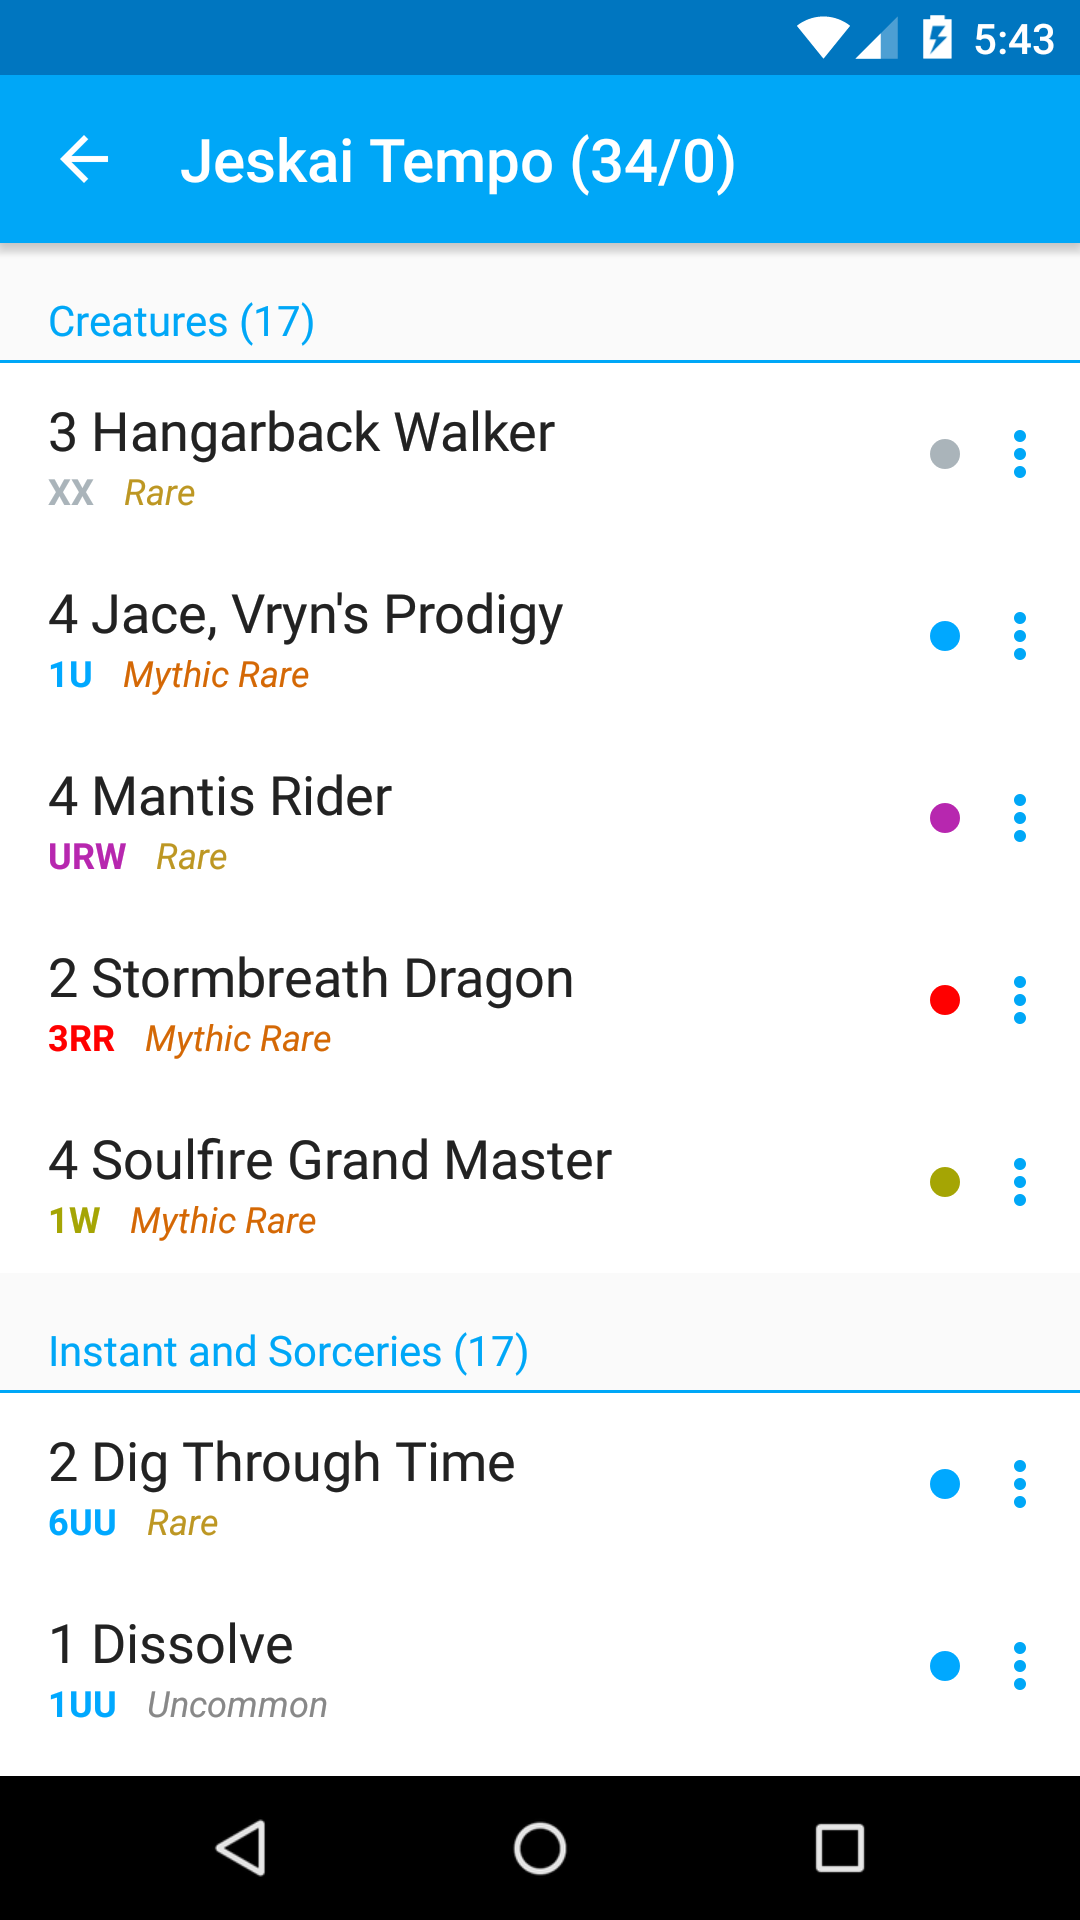 5:43
Jeskai Tempo (34/0)
Creatures (17)
3 Hangarback Walker
XX Rare
4 Jace, Vryn's Prodigy
1U Mythic Rare
4 Mantis Rider
URW Rare
2 Stormbreath Dragon
3RR Mythic Rare
4 Soulfire Grand Master
1W Mythic Rare
Instant and Sorceries (17)
2 Dig Through Time
6UU Rare
1 Dissolve
1UU Uncommon